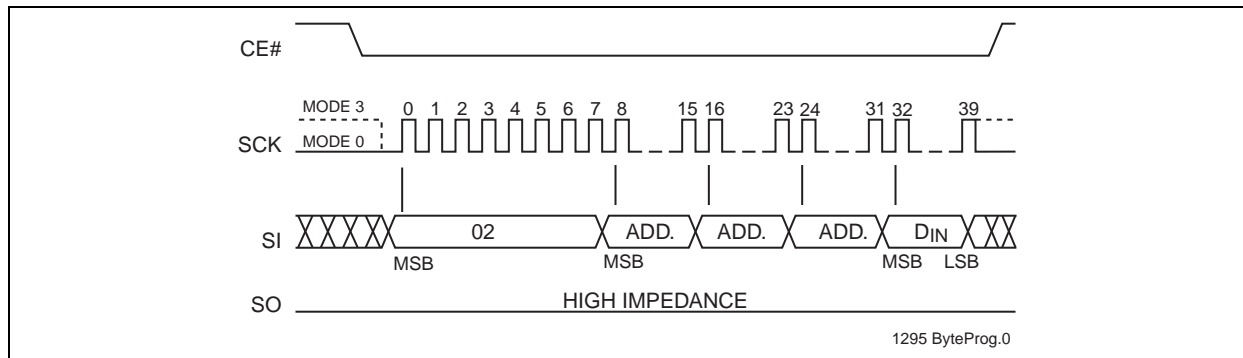 CE#
MODE 3
0 1 2 3 4 5 6 7 8 15 16 23 24 31 32 39
SCK MODE 0
SI 02 ADD. ADD. ADD. DIN
MSB MSB MSB LSB
SO HIGH IMPEDANCE
1295 ByteProg.0